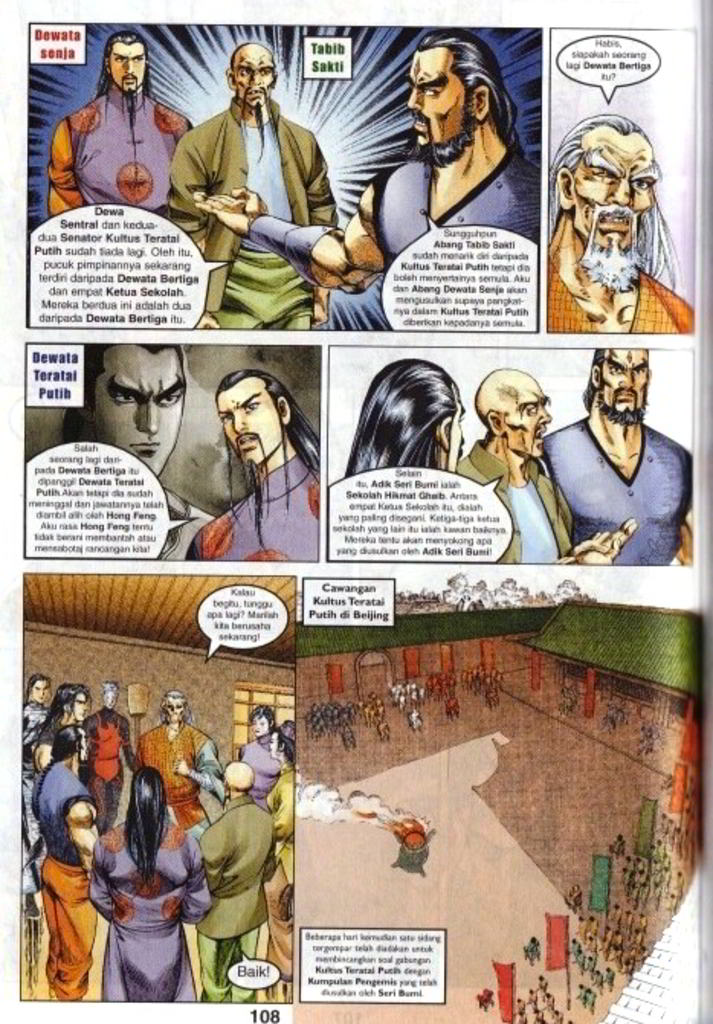 Dewata
senja
Tabib
Sakti
Dewa
Sentral dan kedua-
dua Senator Kultus Teratai
Putih sudah tiada lagi. Oleh itu,
pucuk pimpinannya sekarang
terdiri daripada Dewata Bertiga
dan empat Ketua Sekolah.
Mereka berdua ini adalah dua
daripada Dewata Bertiga itu.
Sungguhpun
Abang Tabib Sakti
sudah menarik diri daripada
Kultus Teratai Putih tetapi dia
boleh menyertainya semula. Aku
dan Abang Dewata Senja akan
mengusulkan supaya pangkat-
nya dalam Kultus Teratai Putih
diberikan kepadanya semula.
Habis,
siapakah seorang
lagi Dewata Bertiga
itu?
Dewata
Teratai
Putih
Salah
seorang lagi dari-
pada Dewata Bertiga itu
dipanggil Dewata Teratai
Putih.Akan tetapi dia sudah
meninggal dan jawatannya telah
diambil alih oleh Hong Feng.
Aku rasa Hong Feng tentu
tidak berani membantah atau
mensabotaj rancangan kita!
Selain
itu, Adik Seri Bumi ialah
Sekolah Hikmat Ghaib. Antara
empat Ketua Sekolah itu, dialah
yang paling disegani. Ketiga-tiga ketua
sekolah yang lain itu ialah kawannya.
Mereka tentu akan menyokong apa
yang diusulkan oleh Adik Seri Bumi!
Kalau
begitu, tunggu
apa lagi? Marilah
kita berusaha
sekarang!
Baik!
Cawangan
Kultus Teratai
Putih di Beijing
Beberapa hari kemudian satu sidang
tergempar telah diadakan untuk
membincangkan soal gabungan
Kultus Teratai Putih dengan
Kumpulan Pengemis yang telah
diusulkan oleh Seri Bumi.
108